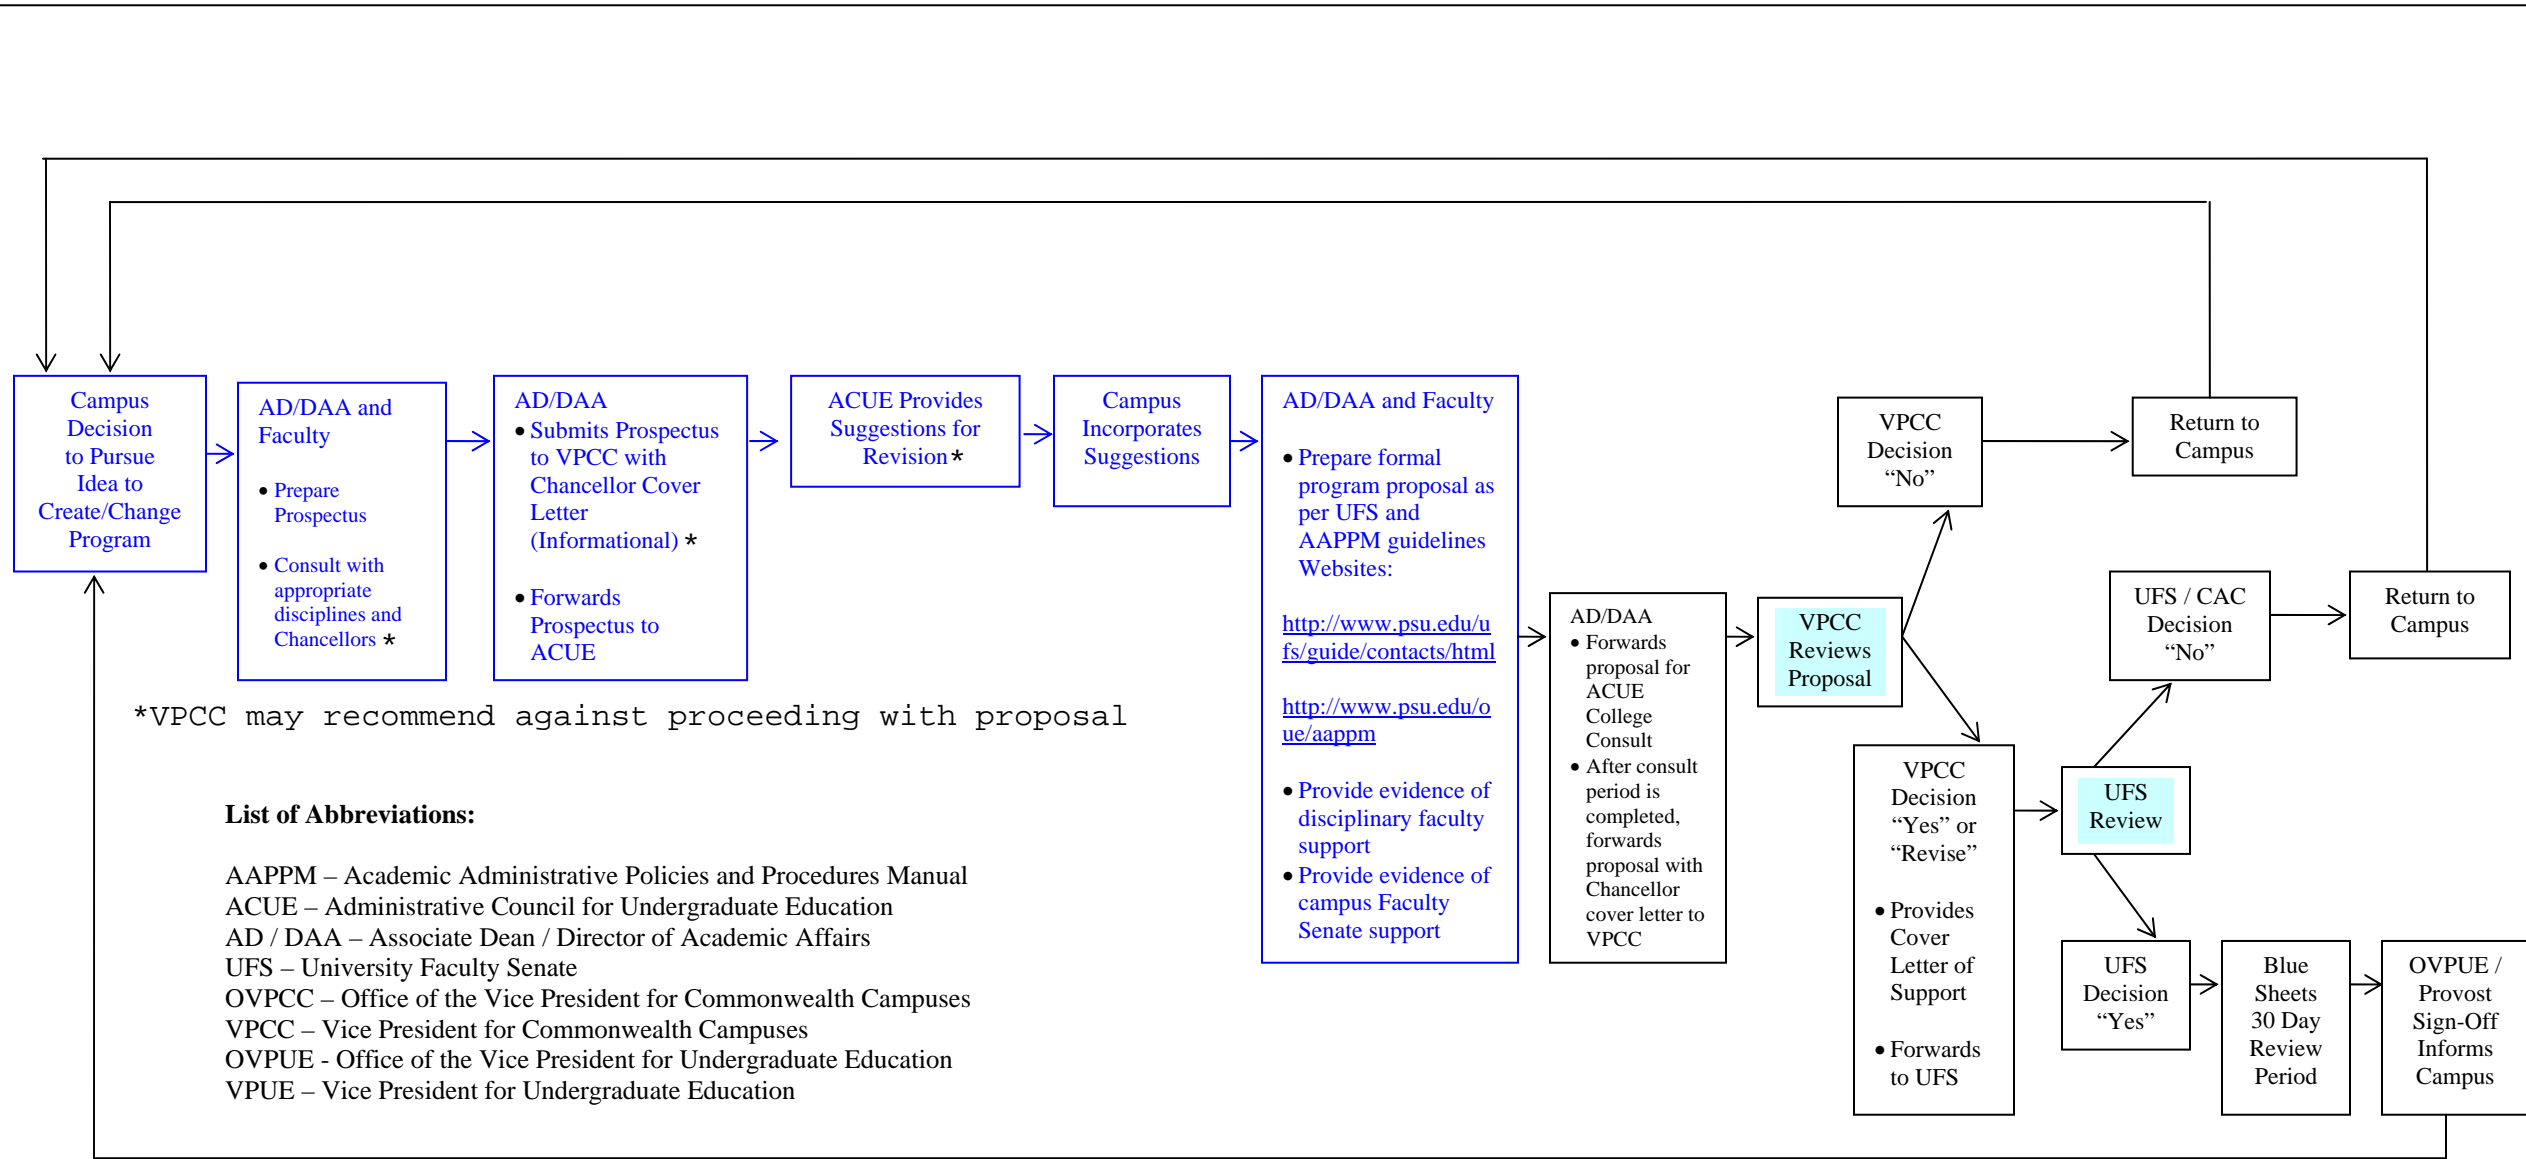 Campus
Decision
to Pursue
Idea to
Create/Change
Program
AD/DAA and
Faculty
• Prepare
Prospectus
• Consult with
appropriate
disciplines and
Chancellors *
AD/DAA
• Submits Prospectus
to VPCC with
Chancellor Cover
Letter
(Informational) *
• Forwards
Prospectus to
ACUE
ACUE Provides
Suggestions for
Revision *
Campus
Incorporates
Suggestions
AD/DAA and Faculty
• Prepare formal
program proposal as
per UFS and
AAPPM guidelines
Websites:
http://www.psu.edu/u
fs/guide/contacts/html
http://www.psu.edu/o
ue/aappm
• Provide evidence of
disciplinary faculty
support
• Provide evidence of
campus Faculty
Senate support
AD/DAA
• Forwards
proposal for
ACUE
College
Consult
• After consult
period is
completed,
forwards
proposal with
Chancellor
cover letter to
VPCC
VPCC
Reviews
Proposal
VPCC
Decision
“No”
Return to
Campus
VPCC
Decision
“Yes” or
“Revise”
• Provides
Cover
Letter of
Support
• Forwards
to UFS
UFS
Review
UFS / CAC
Decision
“No”
Return to
Campus
UFS
Decision
“Yes”
Blue
Sheets
30 Day
Review
Period
OVPUE /
Provost
Sign-Off
Informs
Campus
*VPCC may recommend against proceeding with proposal
List of Abbreviations:
AAPPM – Academic Administrative Policies and Procedures Manual
ACUE – Administrative Council for Undergraduate Education
AD / DAA – Associate Dean / Director of Academic Affairs
UFS – University Faculty Senate
OVPCC – Office of the Vice President for Commonwealth Campuses
VPCC – Vice President for Commonwealth Campuses
OVPUE - Office of the Vice President for Undergraduate Education
VPUE – Vice President for Undergraduate Education